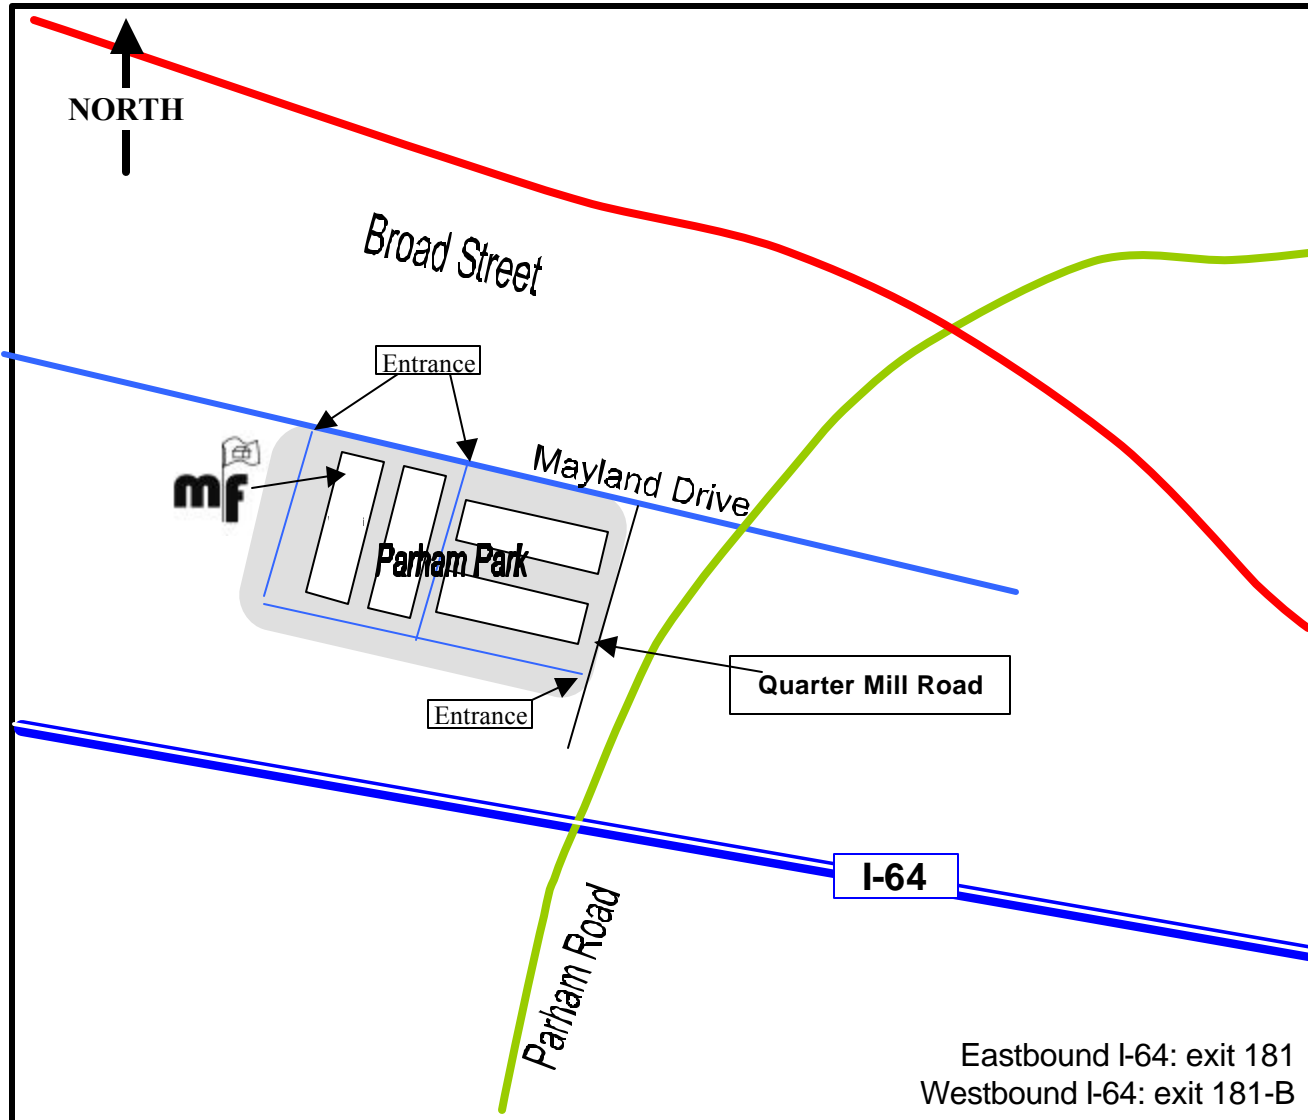 NORTH
Broad Street
Entrance
Mayland Drive
mf
Parham Park
Quarter Mill Road
Entrance
I-64
Parham Road
Eastbound I-64: exit 181
Westbound I-64: exit 181-B